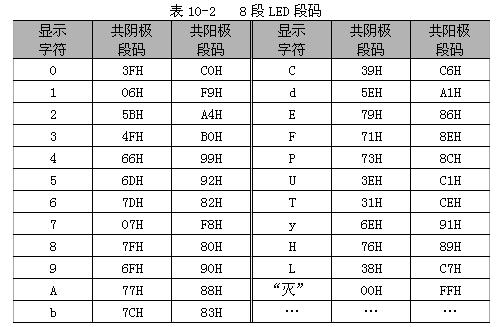 表 10-2 8 段 LED 段码
显示字符 共阴极段码 共阳极段码 显示字符 共阴极段码 共阳极段码
0 3FH C0H C 39H C6H
1 06H F9H d 5EH A1H
2 5BH A4H E 79H 86H
3 4FH B0H F 71H 8EH
4 66H 99H P 73H 8CH
5 6DH 92H U 3EH C1H
6 7DH 82H T 31H CEH
7 07H F8H y 6EH 91H
8 7FH 80H H 76H 89H
9 6FH 90H L 38H C7H
A 77H 88H “灭” 00H FFH
b 7CH 83H … … …